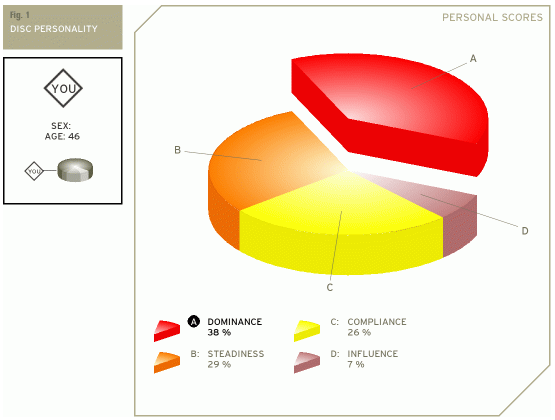 Fig. 1
DISC PERSONALITY
PERSONAL SCORES
YOU
SEX:
AGE: 46
YOU
A
B
C
D
A DOMINANCE
38 %
C: COMPLIANCE
26 %
B: STEADINESS
29 %
D: INFLUENCE
7 %